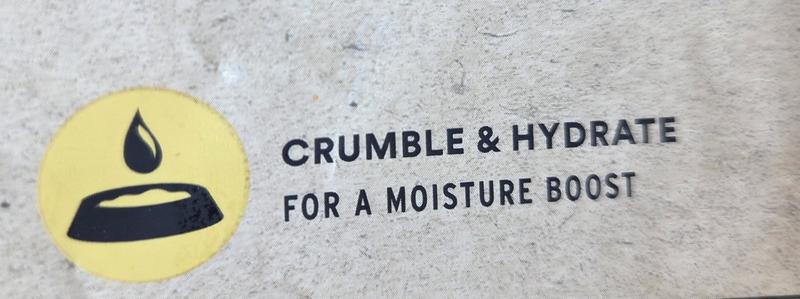 CRUMBLE & HYDRATE
FOR A MOISTURE BOOST